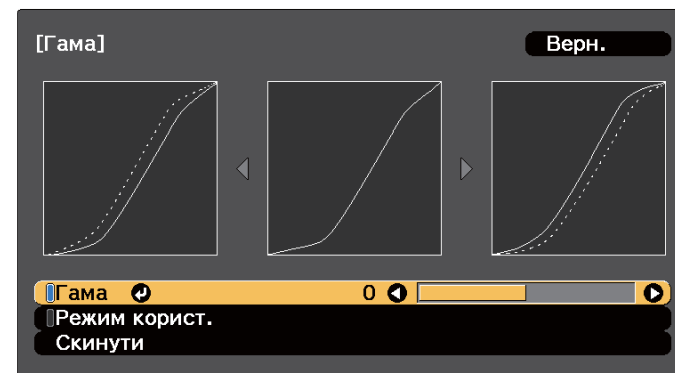 [Гама]
Верн.
Гама 0
Режим корист.
Скинути